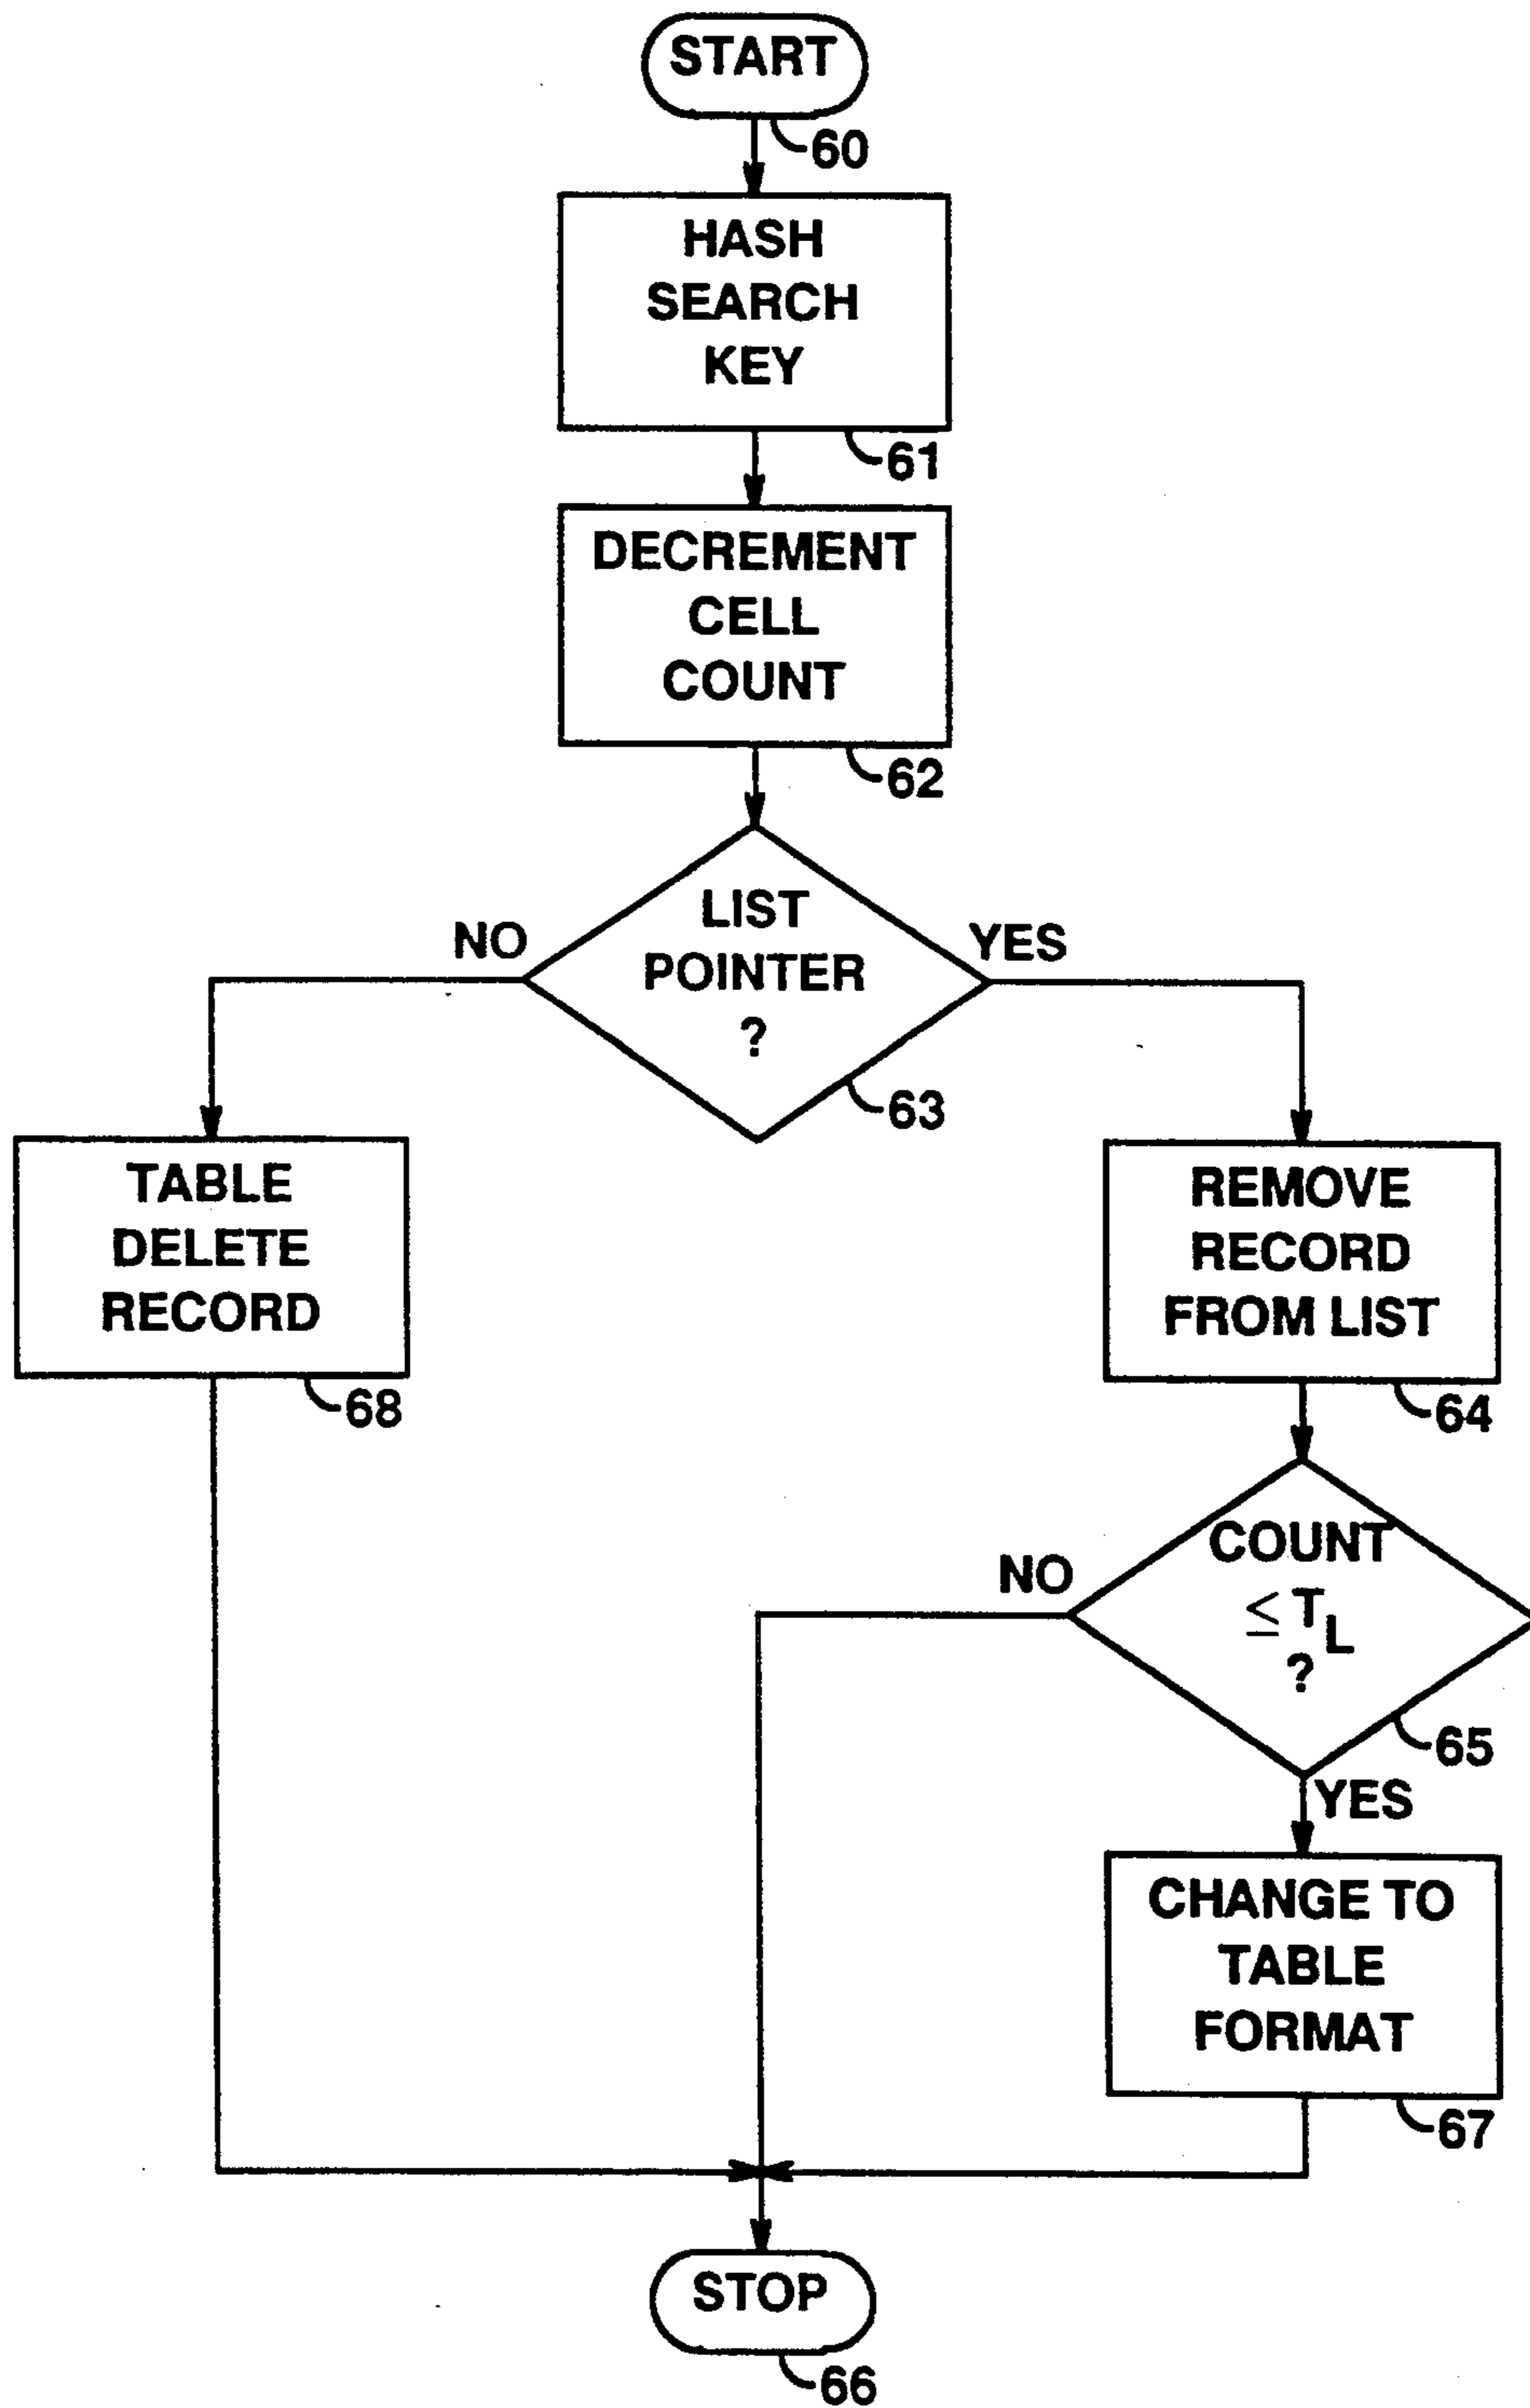 START
60
HASH
SEARCH
KEY
61
DECREMENT
CELL
COUNT
62
LIST
POINTER
?
63
NO
YES
TABLE
DELETE
RECORD
68
REMOVE
RECORD
FROM LIST
64
COUNT
≤ TL
?
65
NO
YES
CHANGE TO
TABLE
FORMAT
67
STOP
66